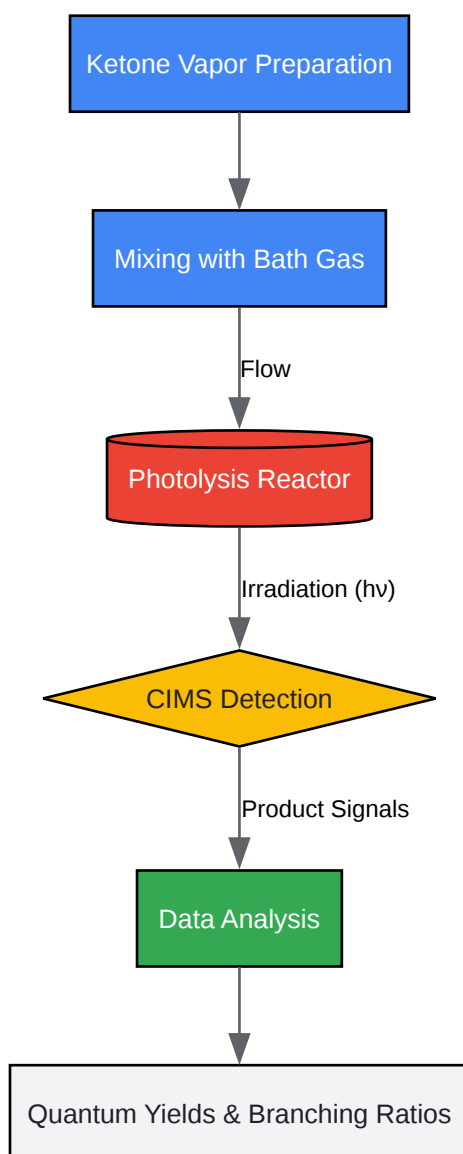 Ketone Vapor Preparation
Mixing with Bath Gas
Flow
Photolysis Reactor
Irradiation (hν)
CIMS Detection
Product Signals
Data Analysis
Quantum Yields & Branching Ratios